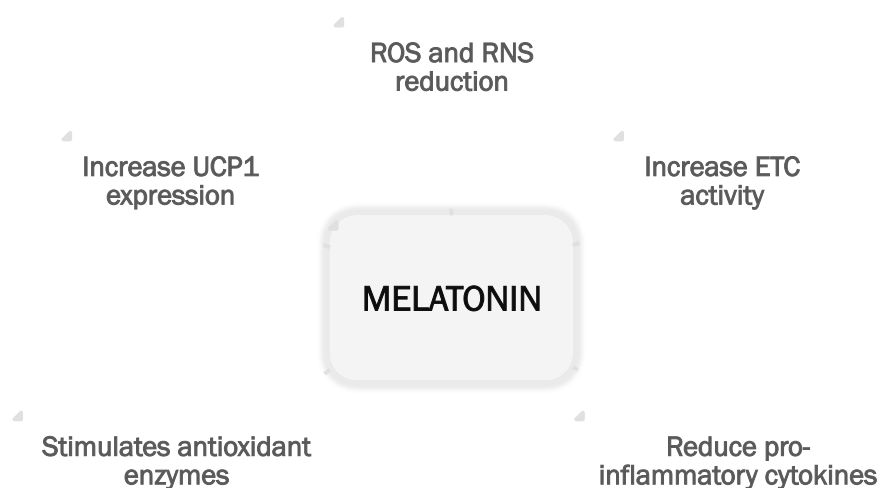 ROS and RNS
reduction
Increase UCP1
expression
Increase ETC
activity
MELATONIN
Stimulates antioxidant
enzymes
Reduce pro-
inflammatory cytokines